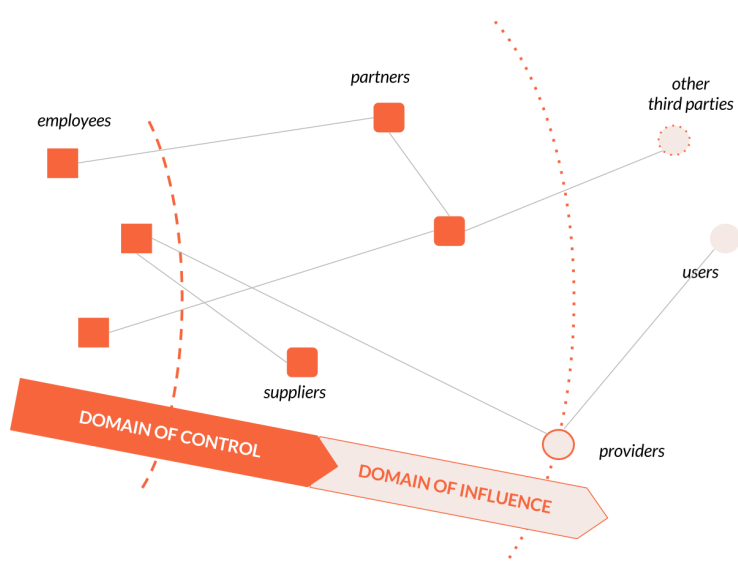 partners
other
third parties
employees
users
suppliers
DOMAIN OF CONTROL
providers
DOMAIN OF INFLUENCE